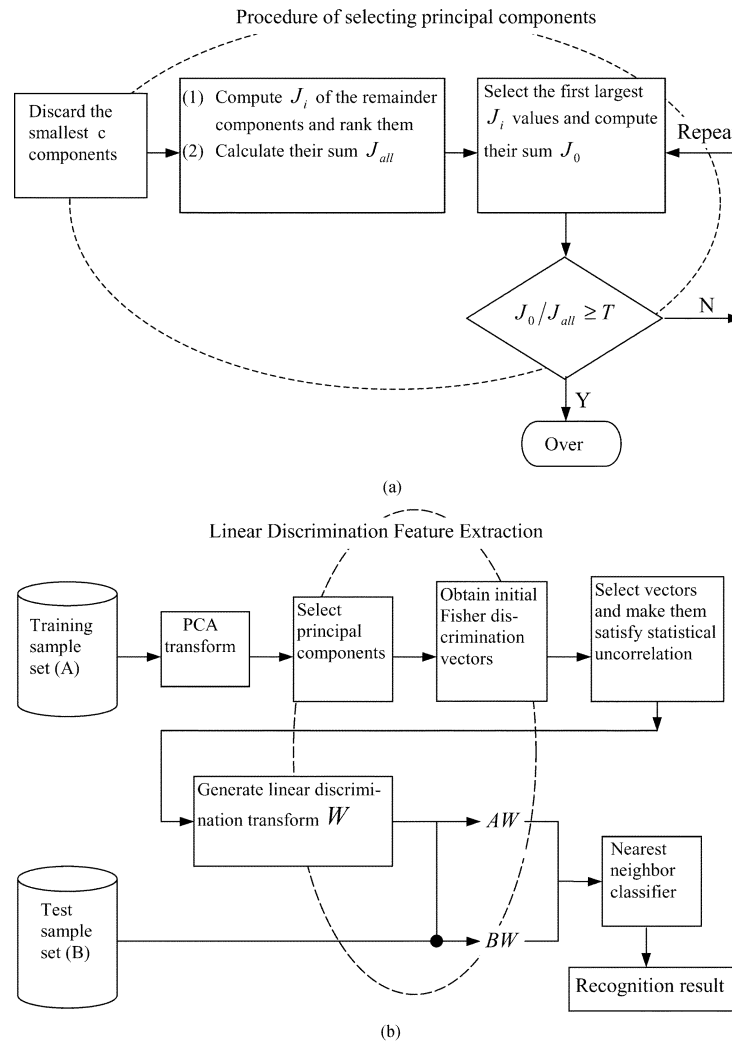 Procedure of selecting principal components
Discard the
smallest c
components
(1) Compute J_i of the remainder
components and rank them
(2) Calculate their sum J_all
Select the first largest
J_i values and compute
their sum J_0
Repea
J_0/J_all ≥ T
N
Y
Over
(a)
Linear Discrimination Feature Extraction
Training
sample
set (A)
PCA
transform
Select
principal
components
Obtain initial
Fisher dis-
crimination
vectors
Select vectors
and make them
satisfy statistical
uncorrelation
Generate linear discrimi-
nation transform W
AW
Nearest
neighbor
classifier
Test
sample
set (B)
BW
Recognition result
(b)